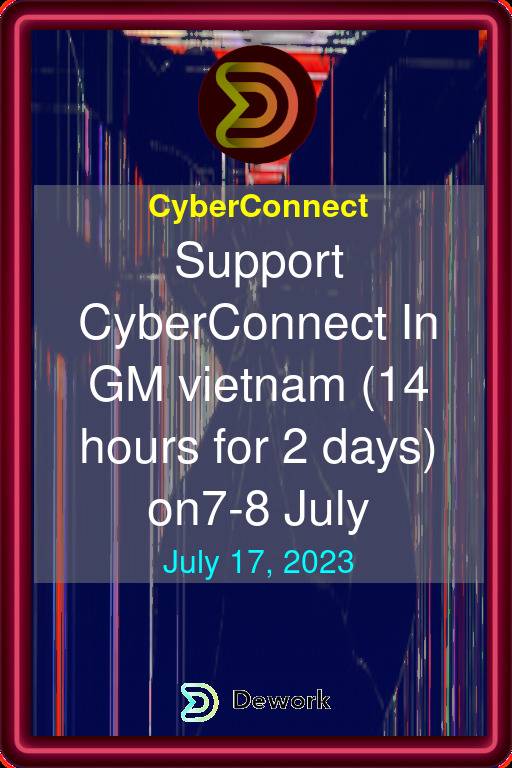 CyberConnect
Support
CyberConnect In
GM vietnam (14
hours for 2 days)
on7-8 July
July 17, 2023
Dework